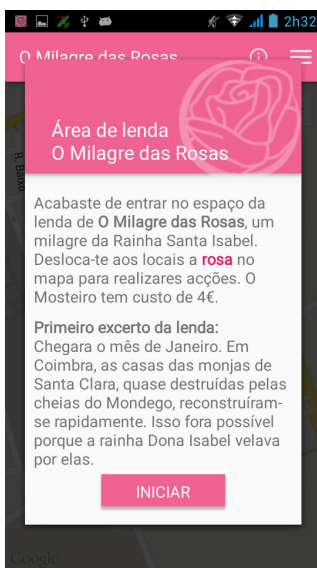 2h32
O Milagre das Rosas
R. Baixo
Área de lenda
O Milagre das Rosas
Acabaste de entrar no espaço da
lenda de O Milagre das Rosas, um
milagre da Rainha Santa Isabel.
Desloca-te aos locais a rosa no
mapa para realizares acções. O
Mosteiro tem custo de 4€.
Primeiro excerto da lenda:
Chegara o mês de Janeiro. Em
Coimbra, as casas das monjas de
Santa Clara, quase destruídas pelas
cheias do Mondego, reconstruíram-
se rapidamente. Isso fora possível
porque a rainha Dona Isabel velava
por elas.
INICIAR
Google